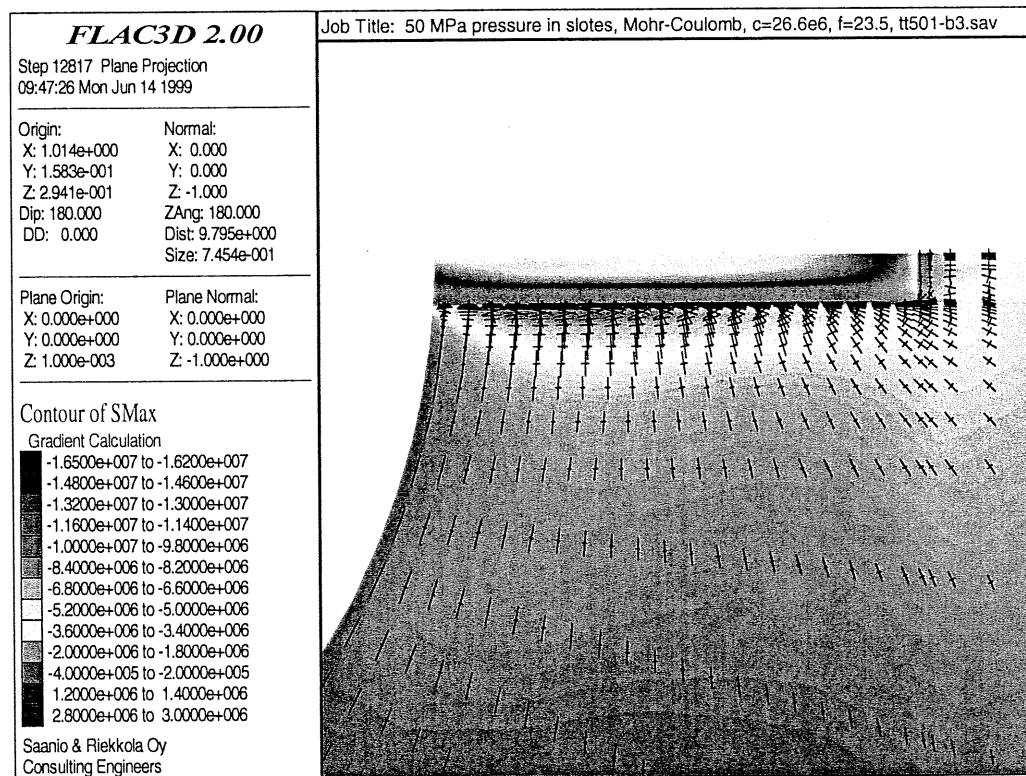 FLAC3D 2.00
Job Title: 50 MPa pressure in slotes, Mohr-Coulomb, c=26.6e6, f=23.5, tt501-b3.sav
Step 12817 Plane Projection
09:47:26 Mon Jun 14 1999
Origin: Normal:
X: 1.014e+000 X: 0.000
Y: 1.583e-001 Y: 0.000
Z: 2.941e-001 Z: -1.000
Dip: 180.000 ZAng: 180.000
DD: 0.000 Dist: 9.795e+000
Size: 7.454e-001
Plane Origin: Plane Normal:
X: 0.000e+000 X: 0.000e+000
Y: 0.000e+000 Y: 0.000e+000
Z: 1.000e-003 Z: -1.000e+000
Contour of SMax
Gradient Calculation
-1.6500e+007 to -1.6200e+007
-1.4800e+007 to -1.4600e+007
-1.3200e+007 to -1.3000e+007
-1.1600e+007 to -1.1400e+007
-1.0000e+007 to -9.8000e+006
-8.4000e+006 to -8.2000e+006
-6.8000e+006 to -6.6000e+006
-5.2000e+006 to -5.0000e+006
-3.6000e+006 to -3.4000e+006
-2.0000e+006 to -1.8000e+006
-4.0000e+005 to -2.0000e+005
1.2000e+006 to 1.4000e+006
2.8000e+006 to 3.0000e+006
Saanio & Riekkola Oy
Consulting Engineers